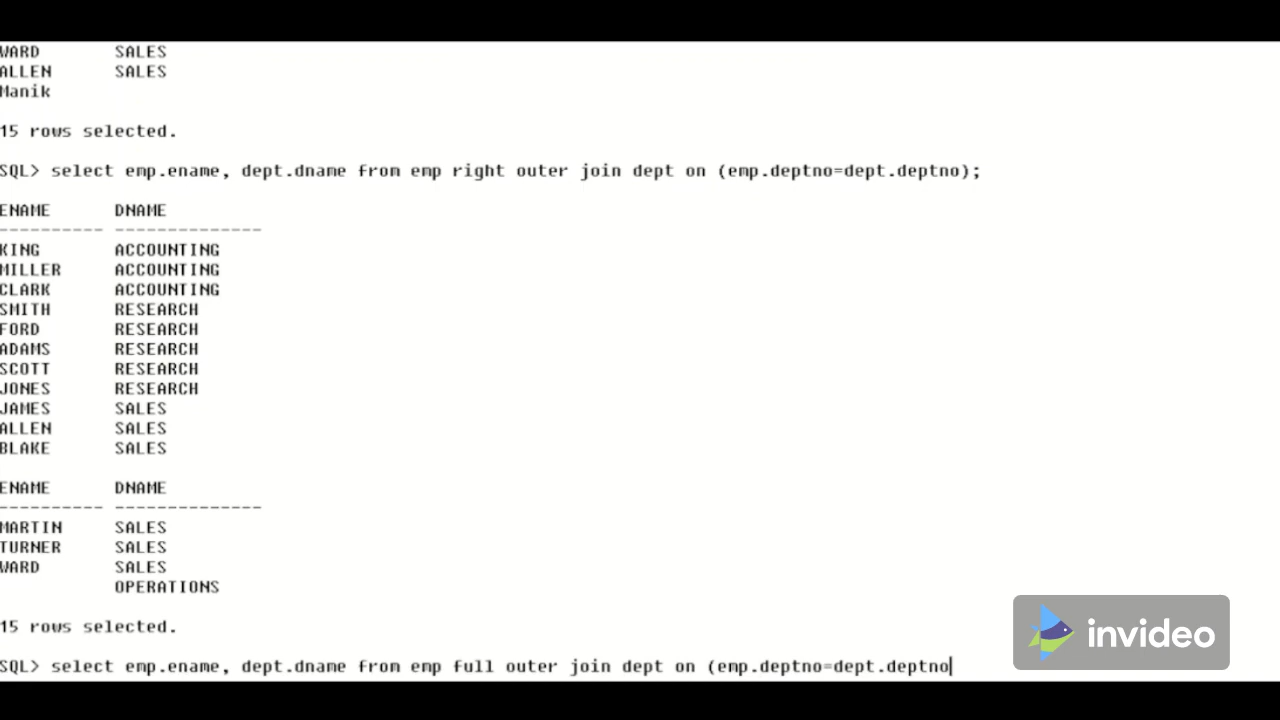 WARD SALES
ALLEN SALES
Manik
15 rows selected.
SQL> select emp.ename, dept.dname from emp right outer join dept on (emp.deptno=dept.deptno);
ENAME DNAME
---------- --------------
KING ACCOUNTING
MILLER ACCOUNTING
CLARK ACCOUNTING
SMITH RESEARCH
FORD RESEARCH
ADAMS RESEARCH
SCOTT RESEARCH
JONES RESEARCH
JAMES SALES
ALLEN SALES
BLAKE SALES
ENAME DNAME
---------- --------------
MARTIN SALES
TURNER SALES
WARD SALES
OPERATIONS
15 rows selected.
SQL> select emp.ename, dept.dname from emp full outer join dept on (emp.deptno=dept.deptno
invideo